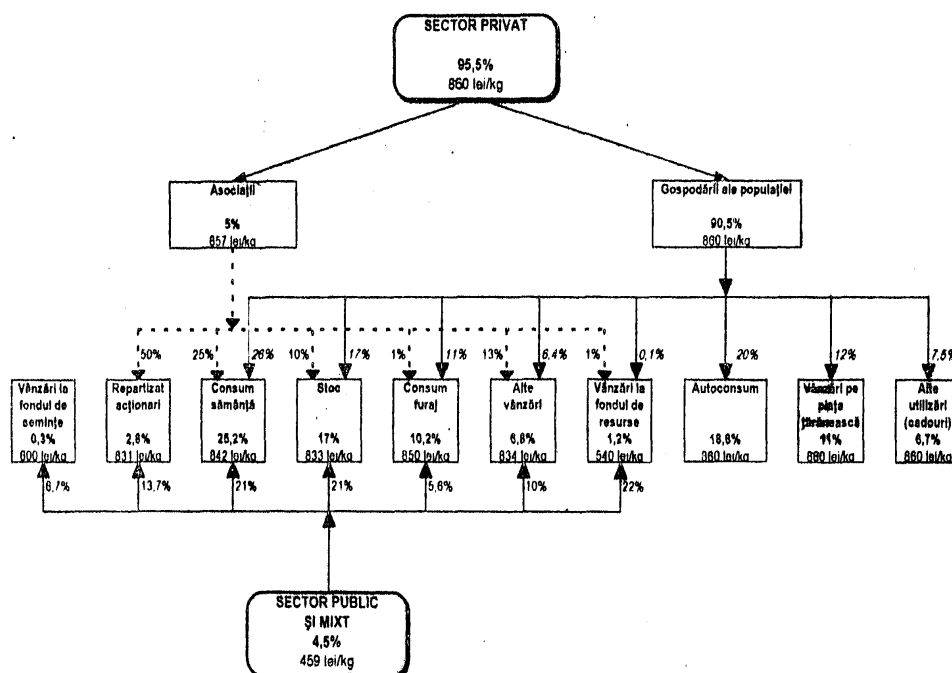 SECTOR PRIVAT
95,5%
860 lei/kg
Asociații
5%
857 lei/kg
Gospodării ale populației
90,5%
860 lei/kg
50%
25%
26%
10%
17%
1%
11%
13%
6,4%
1%
0,1%
20%
12%
7,5%
Vânzări la
fondul de
semințe
0,3%
600 lei/kg
Repartizat
acționari
2,8%
831 lei/kg
Consum
sămânță
25,2%
842 lei/kg
Stoc
17%
833 lei/kg
Consum
furaj
10,2%
850 lei/kg
Alte
vânzări
6,8%
834 lei/kg
Vânzări la
fondul de
resurse
1,2%
540 lei/kg
Autoconsum
18,8%
860 lei/kg
Vânzări pe
piața
țărănească
11%
880 lei/kg
Alte
utilizări
(cadouri)
6,7%
860 lei/kg
6,7%
13,7%
21%
21%
5,6%
10%
22%
SECTOR PUBLIC
ȘI MIXT
4,5%
459 lei/kg